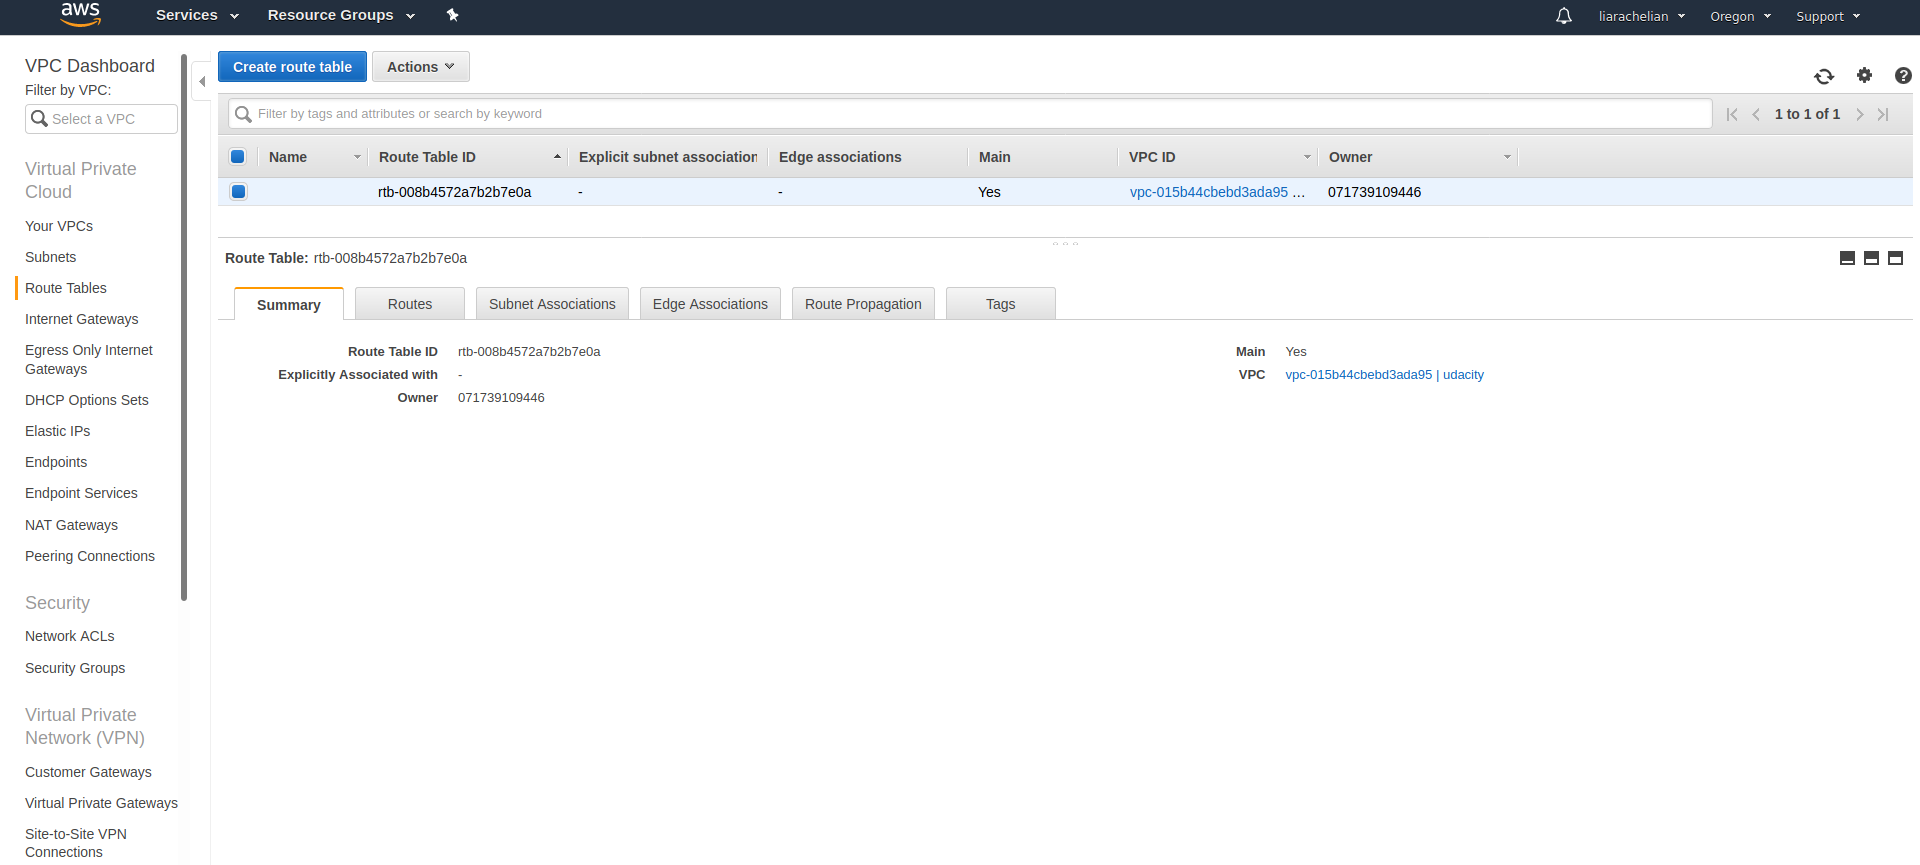 aws Services Resource Groups liarachelian Oregon Support
VPC Dashboard
Filter by VPC:
Select a VPC
Virtual Private
Cloud
Your VPCs
Subnets
Route Tables
Internet Gateways
Egress Only Internet
Gateways
DHCP Options Sets
Elastic IPs
Endpoints
Endpoint Services
NAT Gateways
Peering Connections
Security
Network ACLs
Security Groups
Virtual Private
Network (VPN)
Customer Gateways
Virtual Private Gateways
Site-to-Site VPN
Connections
Create route table Actions
Filter by tags and attributes or search by keyword 1 to 1 of 1
Name Route Table ID Explicit subnet association Edge associations Main VPC ID Owner
rtb-008b4572a7b2b7e0a - - Yes vpc-015b44cbebd3ada95 ... 071739109446
Route Table: rtb-008b4572a7b2b7e0a
Summary Routes Subnet Associations Edge Associations Route Propagation Tags
Route Table ID rtb-008b4572a7b2b7e0a Main Yes
Explicitly Associated with - VPC vpc-015b44cbebd3ada95 | udacity
Owner 071739109446